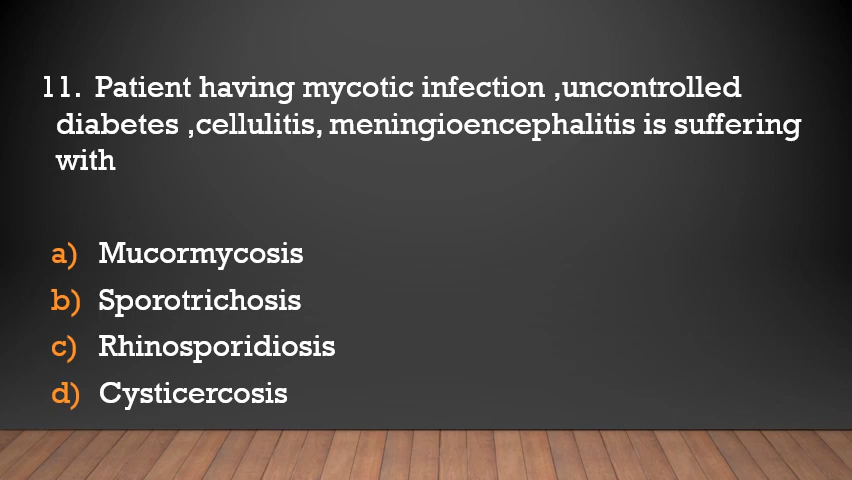 11. Patient having mycotic infection ,uncontrolled
diabetes ,cellulitis, meningioencephalitis is suffering
with
a) Mucormycosis
b) Sporotrichosis
c) Rhinosporidiosis
d) Cysticercosis